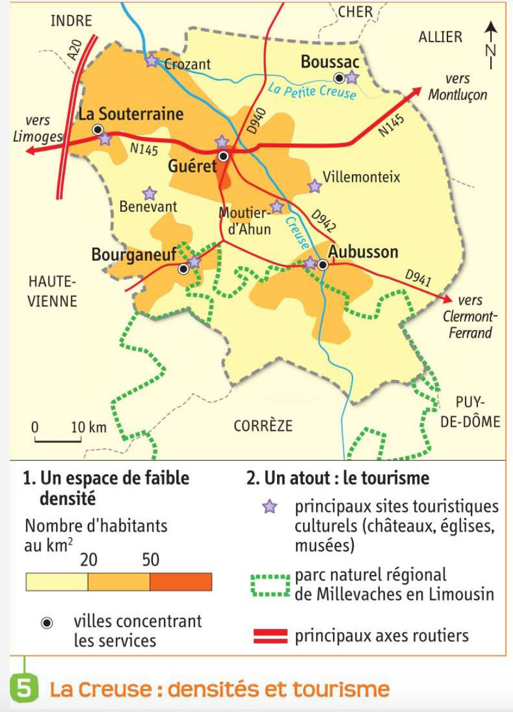 INDRE
CHER
ALLIER
A20
N
Crozant
Boussac
La Petite Creuse
vers
Montluçon
La Souterraine
vers
Limoges
D940
N145
N145
Guéret
Villemonteix
Benevant
Moutier-
d'Ahun
D942
Creuse
Bourganeuf
Aubusson
D941
HAUTE-
VIENNE
vers
Clermont-
Ferrand
PUY-
DE-DÔME
0 10 km
CORRÈZE
1. Un espace de faible
densité
Nombre d'habitants
au km²
20 50
villes concentrant
les services
2. Un atout : le tourisme
principaux sites touristiques
culturels (châteaux, églises,
musées)
parc naturel régional
de Millevaches en Limousin
principaux axes routiers
5 La Creuse : densités et tourisme